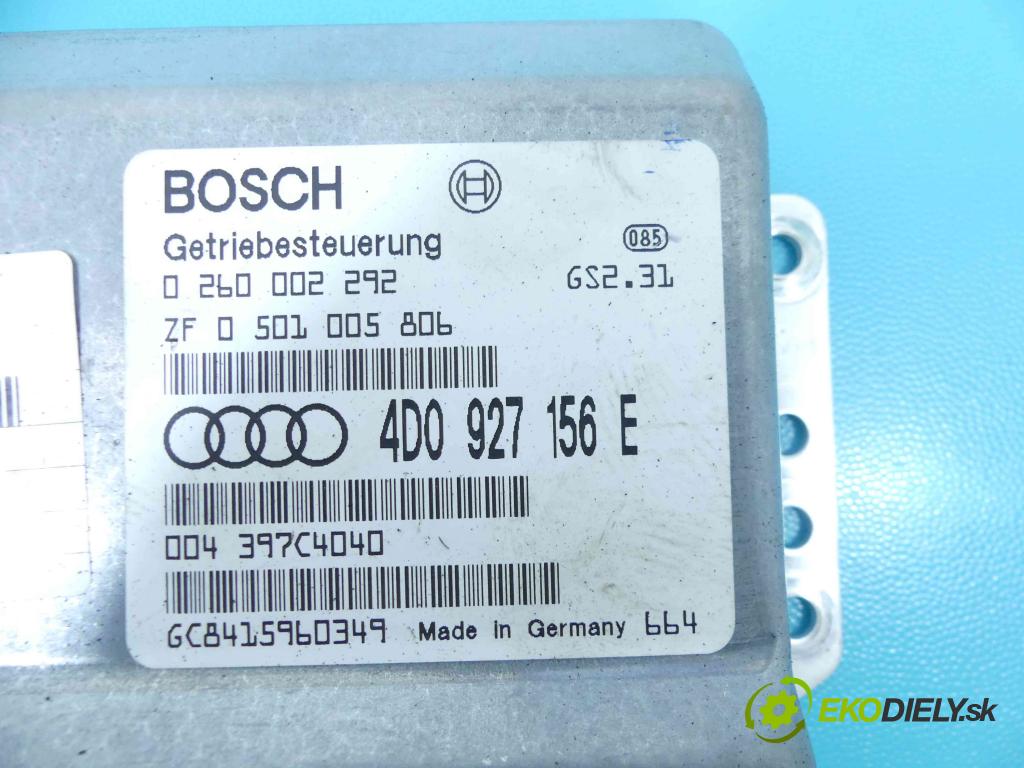 BOSCH
Getriebesteuerung
085
0 260 002 292
GS2.31
ZF 0 501 005 806
4D0 927 156 E
004 397C4040
GC8415960349 Made in Germany 664
EKODIELY.sk